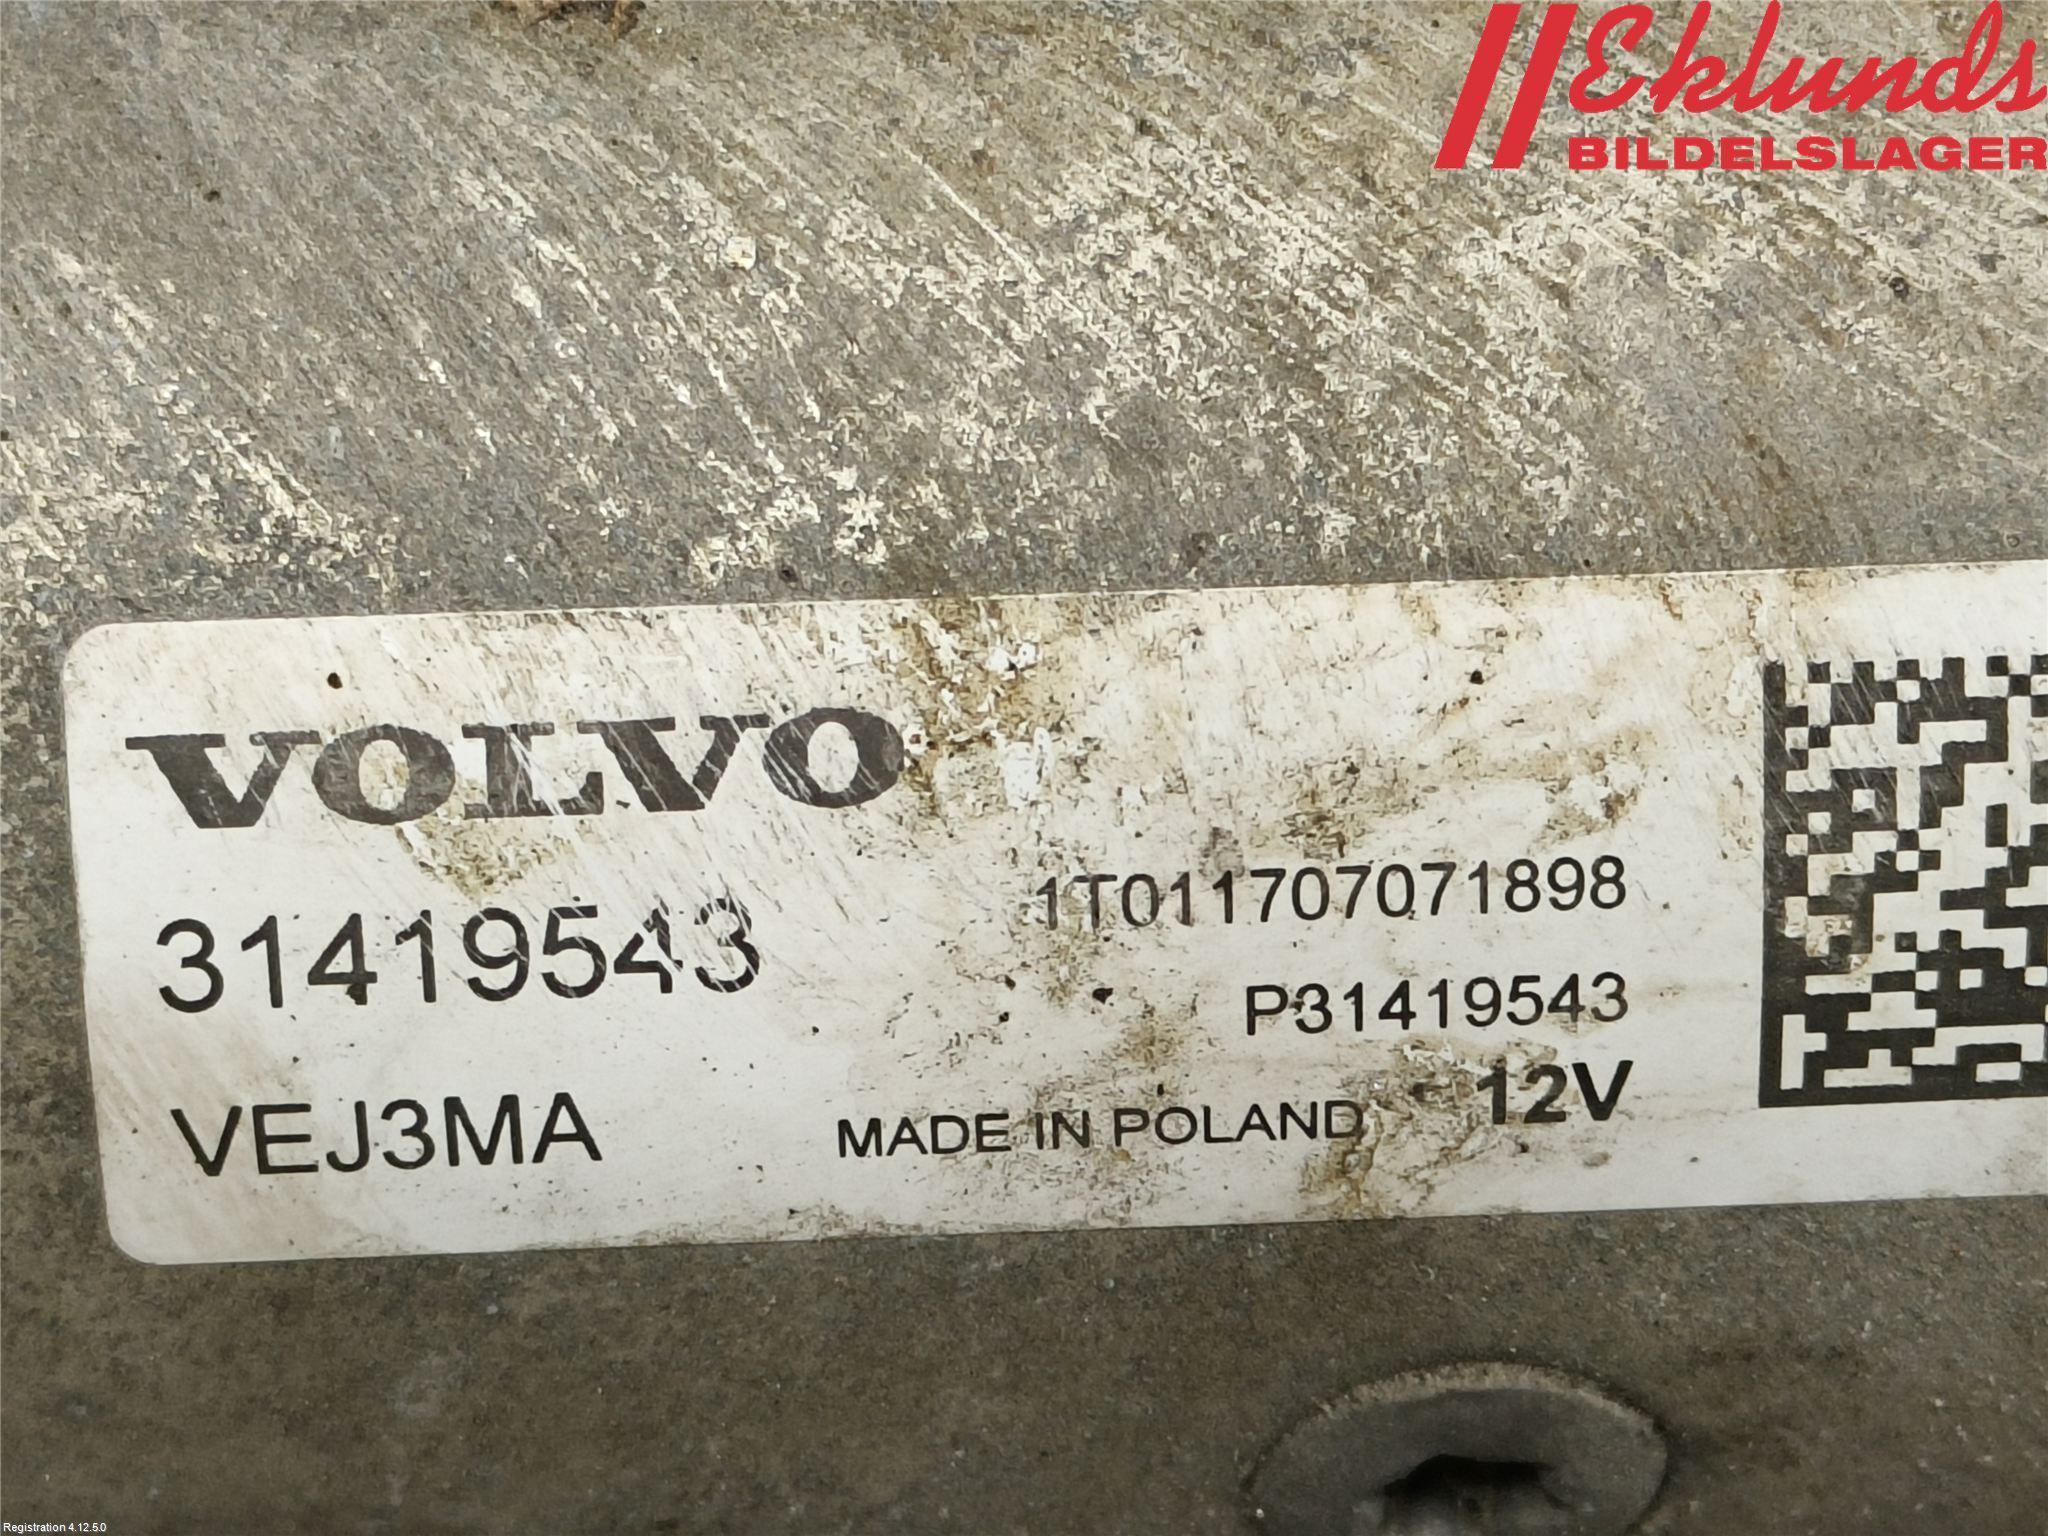 Eklunds
BILDELSLAGER
VOLVO
31419543
1T011707071898
P31419543
VEJ3MA
MADE IN POLAND
12V
Registration 4.12.5.0